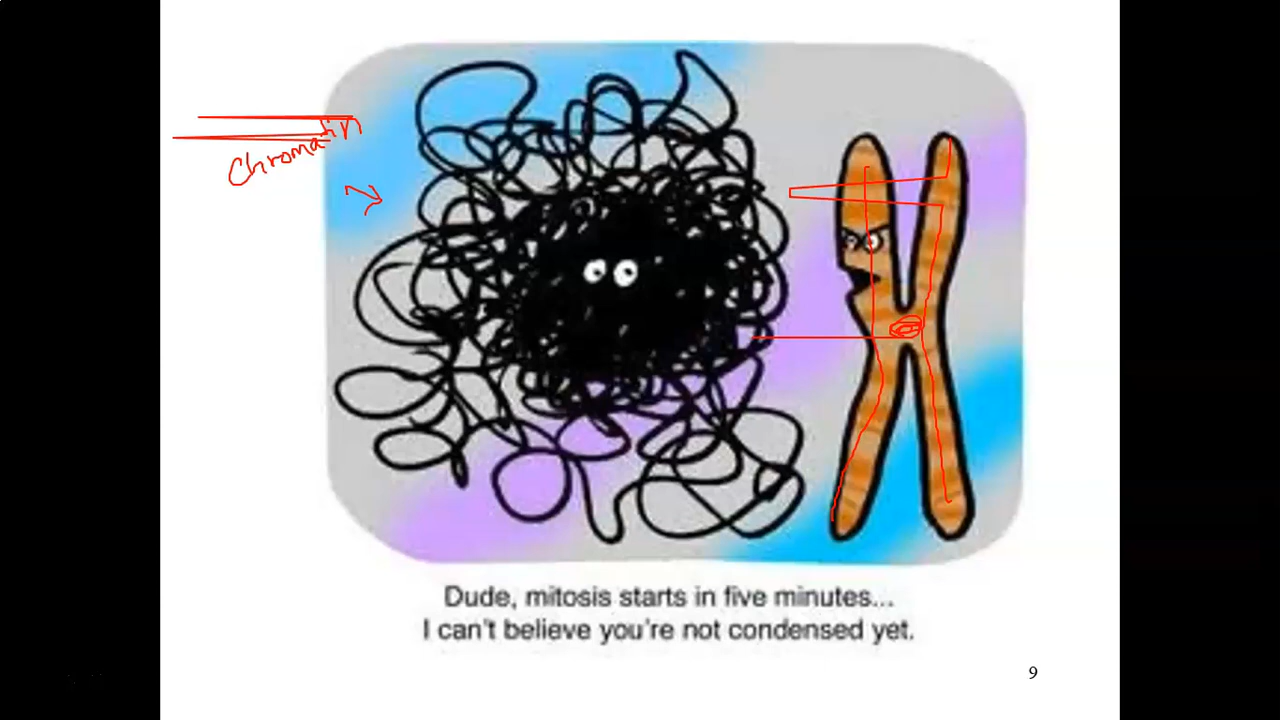 Chromatin
Dude, mitosis starts in five minutes...
I can't believe you're not condensed yet.
9